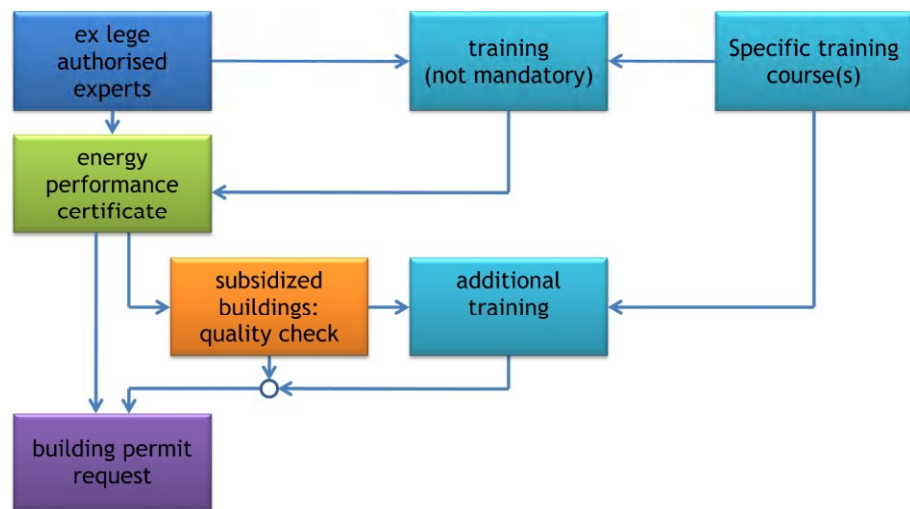 ex lege
authorised
experts
training
(not mandatory)
Specific training
course(s)
energy
performance
certificate
subsidized
buildings:
quality check
additional
training
building permit
request